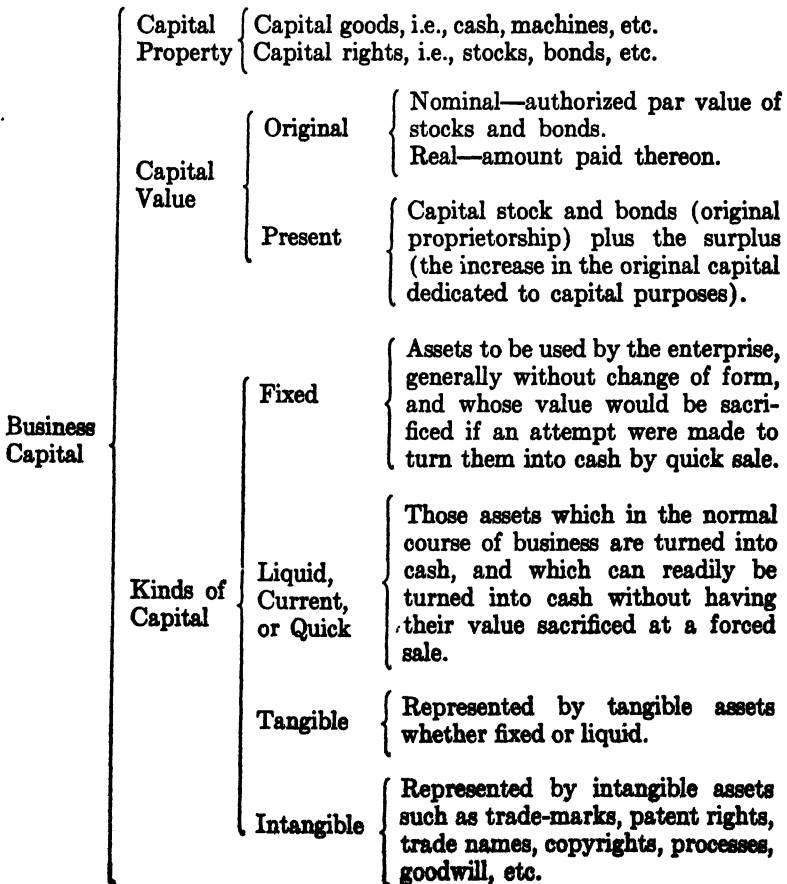 Capital Property
Capital goods, i.e., cash, machines, etc.
Capital rights, i.e., stocks, bonds, etc.
Capital
Value
Original
Nominal—authorized par value of
stocks and bonds.
Real—amount paid thereon.
Present
Capital stock and bonds (original
proprietorship) plus the surplus
(the increase in the original capital
dedicated to capital purposes).
Business
Capital
Kinds of
Capital
Fixed
Assets to be used by the enterprise,
generally without change of form,
and whose value would be sacri-
ficed if an attempt were made to
turn them into cash by quick sale.
Liquid,
Current,
or Quick
Those assets which in the normal
course of business are turned into
cash, and which can readily be
turned into cash without having
their value sacrificed at a forced
sale.
Tangible
Represented by tangible assets
whether fixed or liquid.
Intangible
Represented by intangible assets
such as trade-marks, patent rights,
trade names, copyrights, processes,
goodwill, etc.